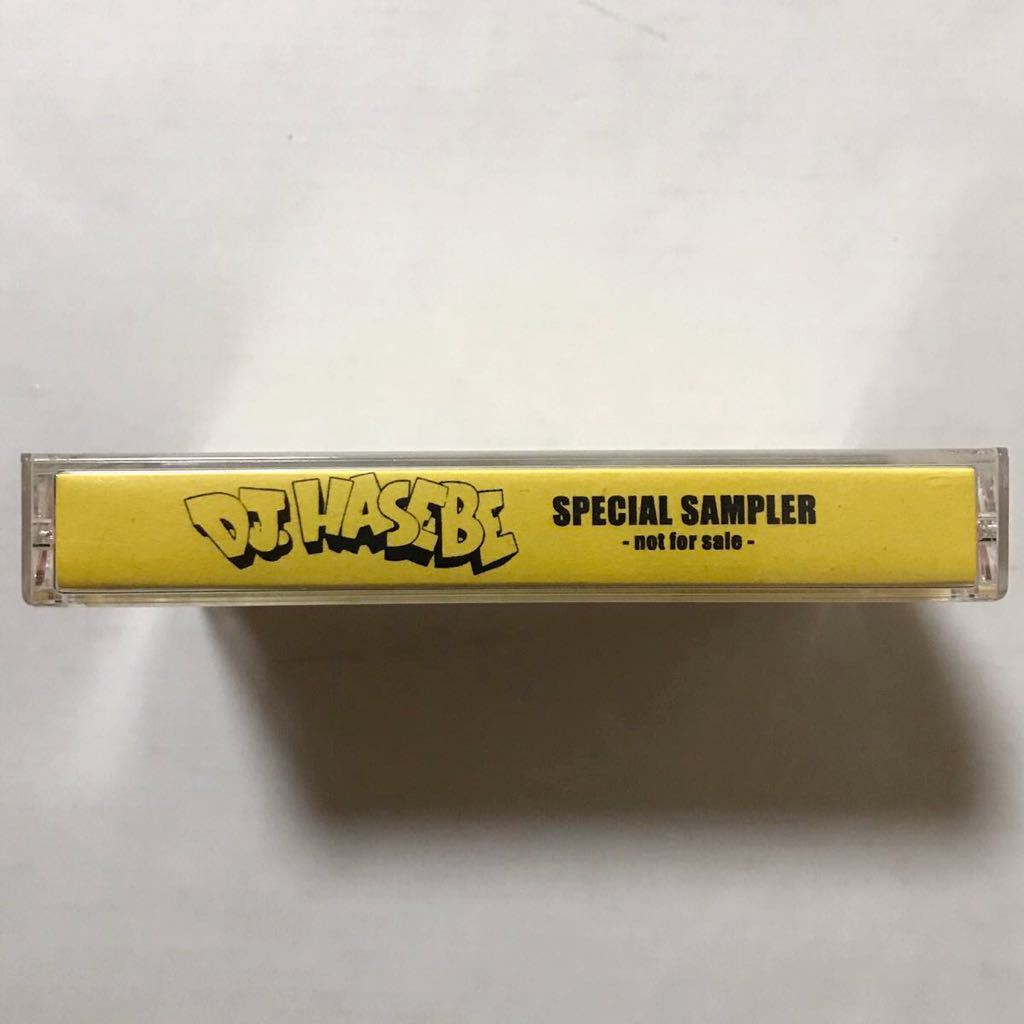 DJ. HASEBE
SPECIAL SAMPLER
- not for sale -